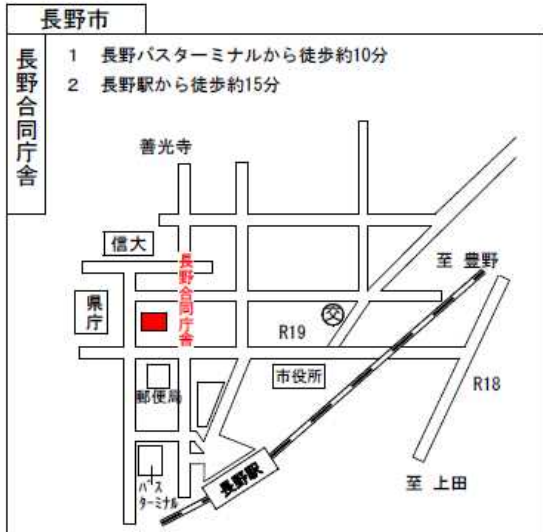 長野市
長野合同庁舎
1 長野バスターミナルから徒歩約10分
2 長野駅から徒歩約15分
善光寺
信大
長野合同庁舎
至 豊野
県庁
R19
市役所
R18
郵便局
バス
ターミナル
長野駅
至 上田